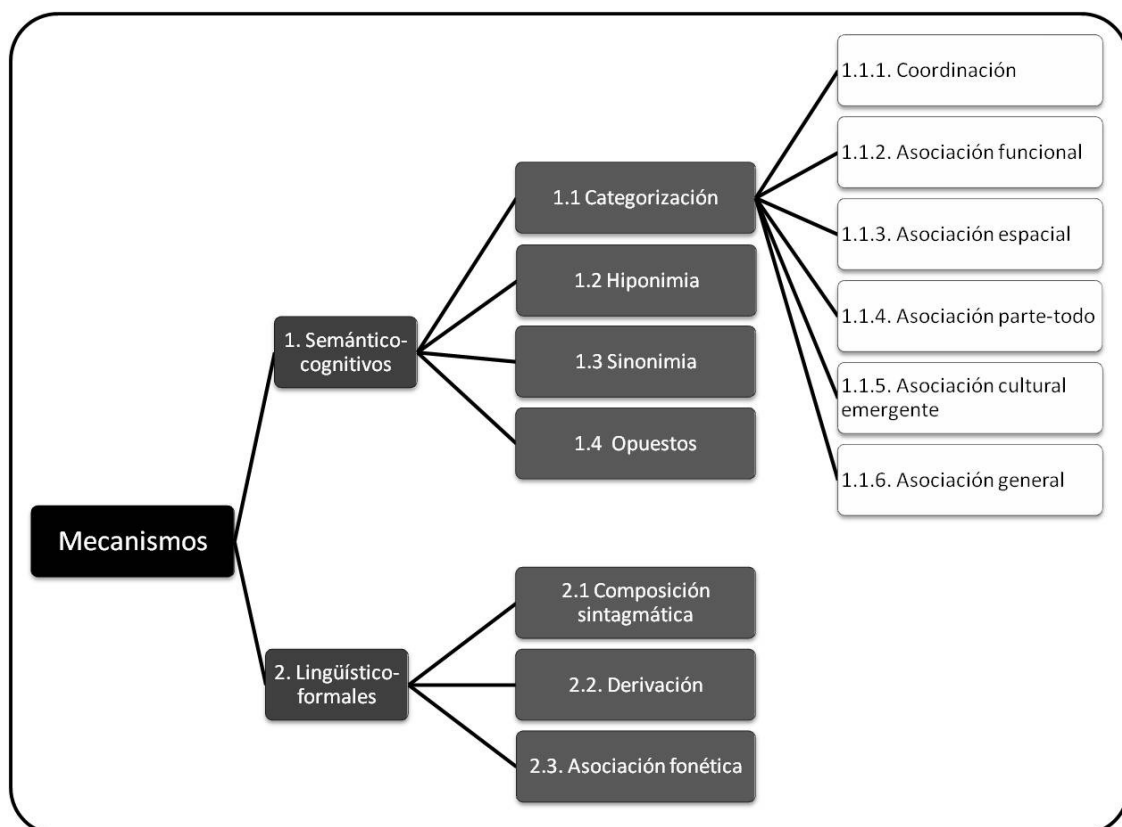 Mecanismos
1. Semántico-
cognitivos
1.1 Categorización
1.1.1. Coordinación
1.1.2. Asociación funcional
1.1.3. Asociación espacial
1.1.4. Asociación parte-todo
1.1.5. Asociación cultural
emergente
1.1.6. Asociación general
1.2 Hiponimia
1.3 Sinonimia
1.4 Opuestos
2. Lingüístico-
formales
2.1 Composición
sintagmática
2.2. Derivación
2.3. Asociación fonética